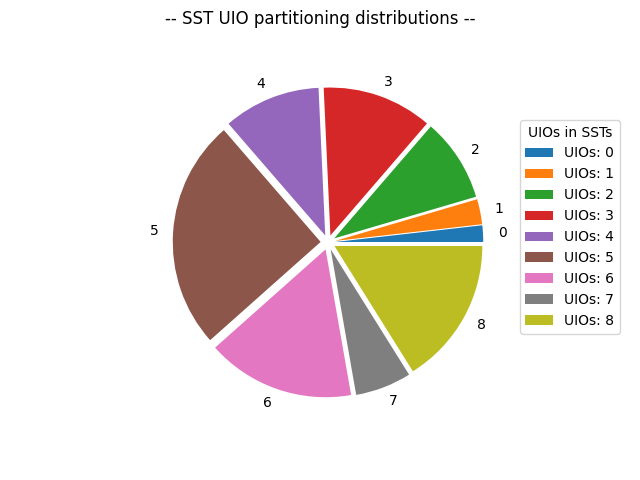 -- SST UIO partitioning distributions --
4
3
2
1
0
5
6
7
8
UIOs in SSTs
UIOs: 0
UIOs: 1
UIOs: 2
UIOs: 3
UIOs: 4
UIOs: 5
UIOs: 6
UIOs: 7
UIOs: 8